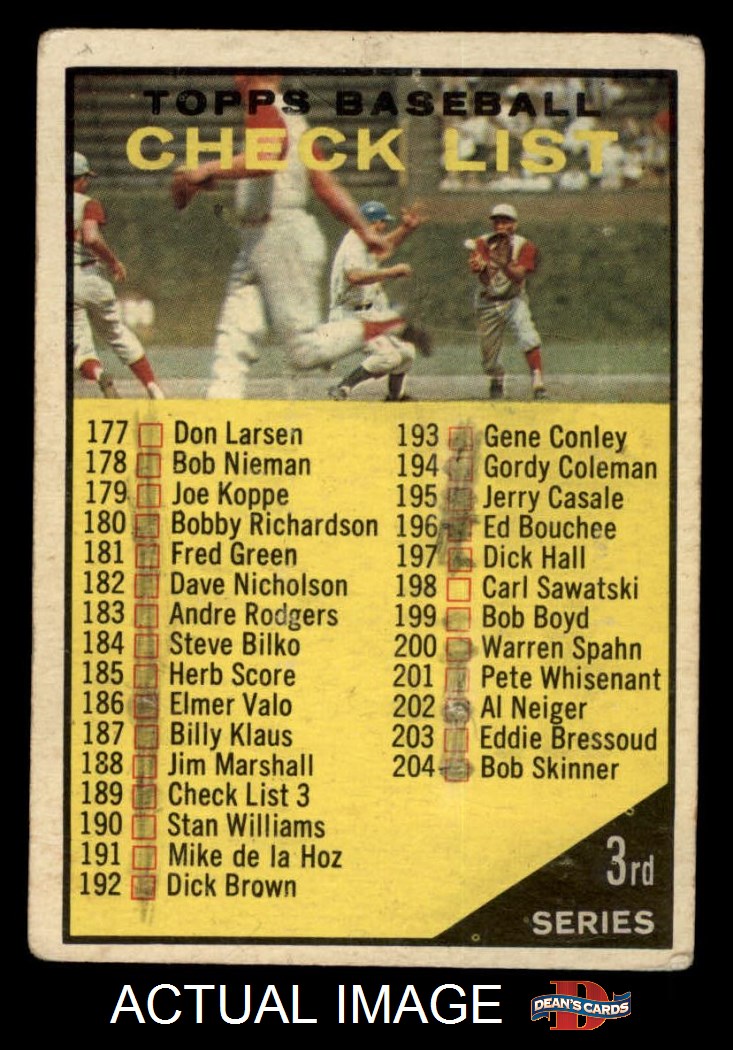 TOPPS BASEBALL
CHECK LIST
177 Don Larsen
178 Bob Nieman
179 Joe Koppe
180 Bobby Richardson
181 Fred Green
182 Dave Nicholson
183 Andre Rodgers
184 Steve Bilko
185 Herb Score
186 Elmer Valo
187 Billy Klaus
188 Jim Marshall
189 Check List 3
190 Stan Williams
191 Mike de la Hoz
192 Dick Brown
193 Gene Conley
194 Gordy Coleman
195 Jerry Casale
196 Ed Bouchee
197 Dick Hall
198 Carl Sawatski
199 Bob Boyd
200 Warren Spahn
201 Pete Whisenant
202 Al Neiger
203 Eddie Bressoud
204 Bob Skinner
3rd
SERIES
ACTUAL IMAGE
D
DEAN'S CARDS